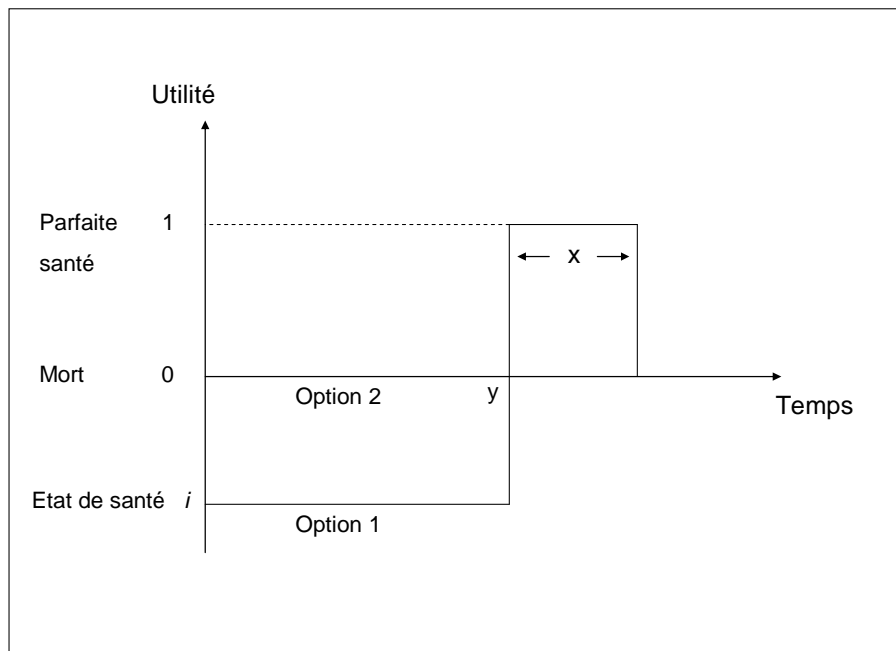 Utilité
Parfaite 1
santé
x
Mort 0
Option 2
y
Temps
Etat de santé i
Option 1